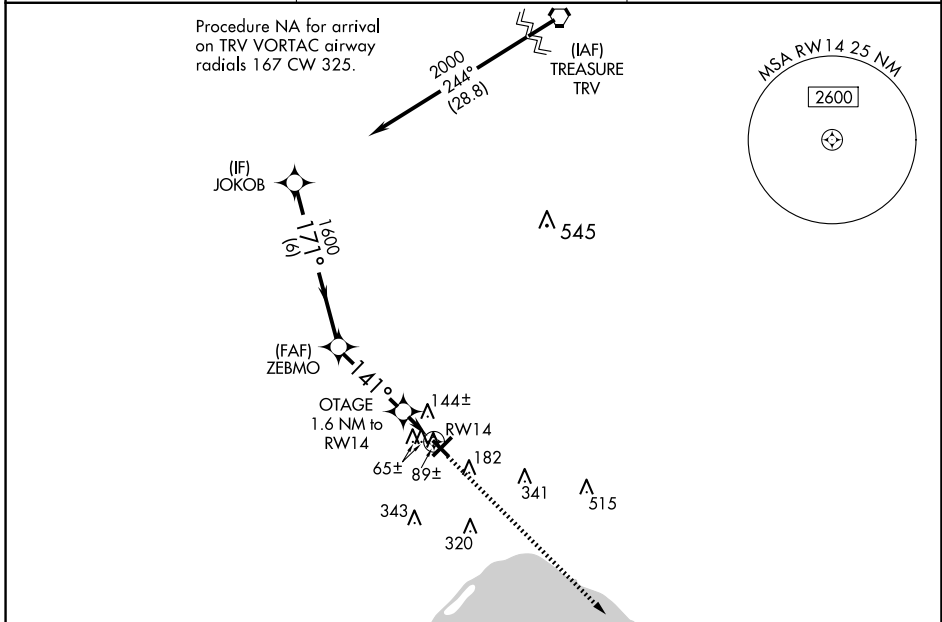 Procedure NA for arrival
on TRV VORTAC airway
radials 167 CW 325.
2000
244°
(28.8)
(IAF)
TREASURE
TRV
MSA RW14 25 NM
2600
(IF)
JOKOB
1600
171°
(6)
545
(FAF)
ZEBMO
141°
OTAGE
1.6 NM to
RW14
144±
RW14
65±
89±
182
341
515
343
320